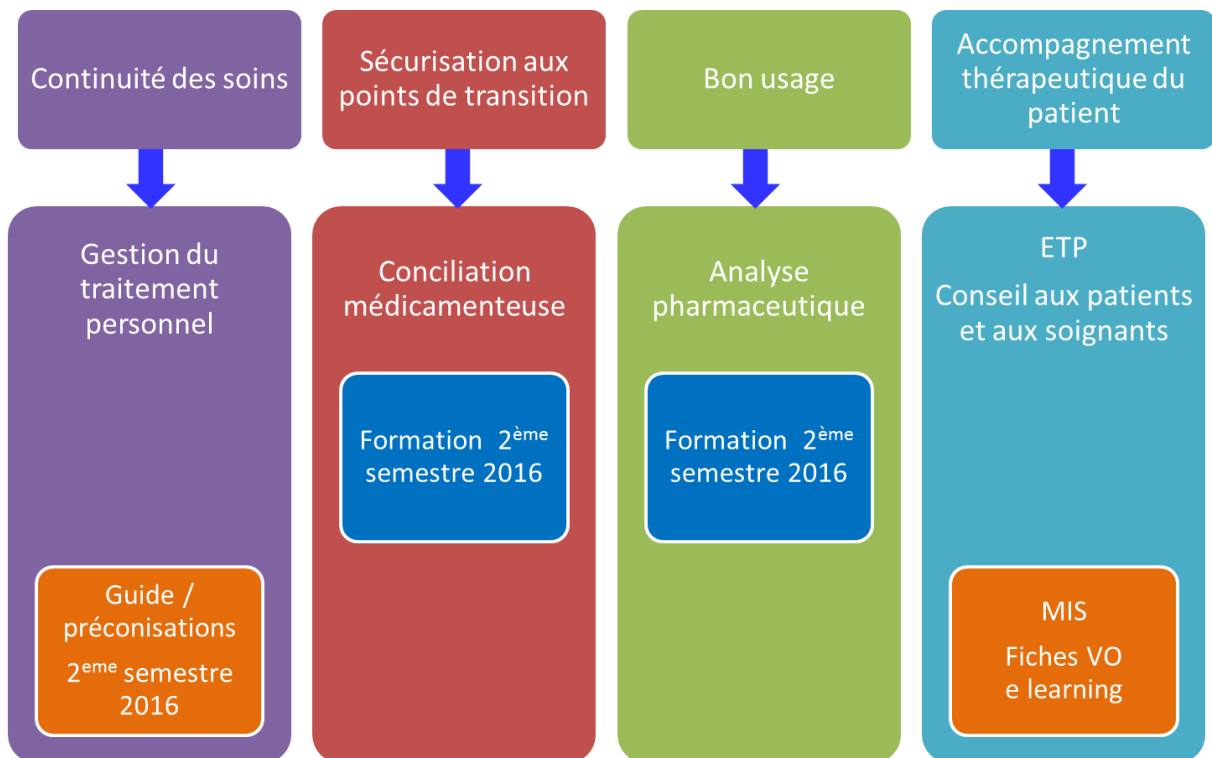 Continuité des soins
Sécurisation aux
points de transition
Bon usage
Accompagnement
thérapeutique du
patient
Gestion du
traitement
personnel
Guide /
préconisations
2eme semestre
2016
Conciliation
médicamenteuse
Formation 2ème
semestre 2016
Analyse
pharmaceutique
Formation 2ème
semestre 2016
ETP
Conseil aux patients
et aux soignants
MIS
Fiches VO
e learning